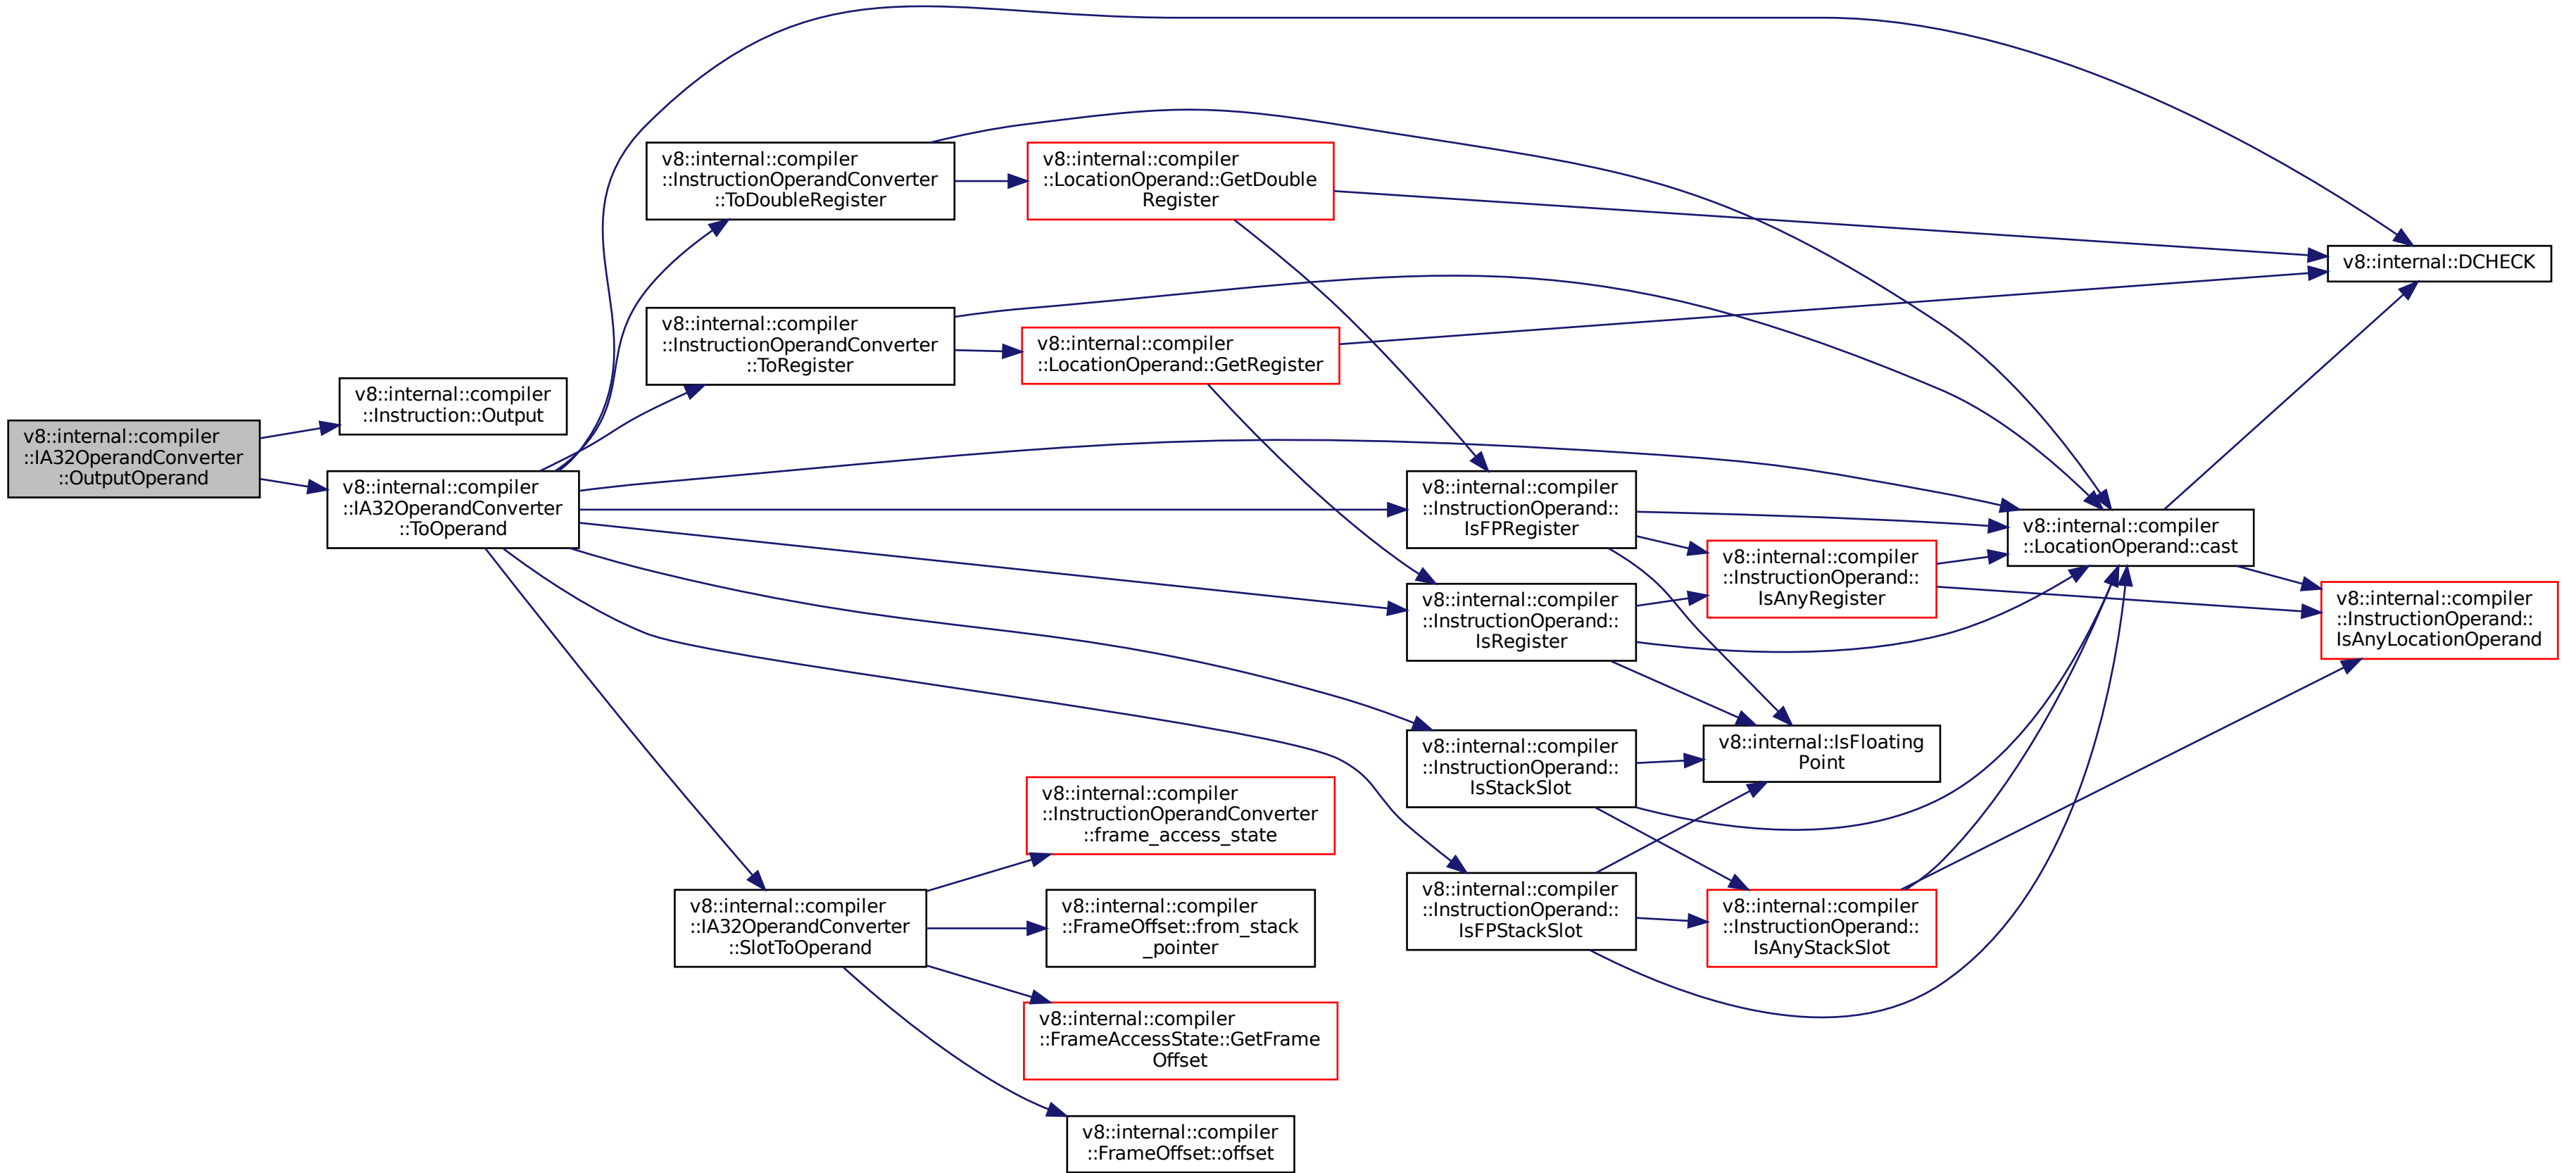 v8::internal::compiler
::IA32OperandConverter
::OutputOperand
v8::internal::compiler
::Instruction::Output
v8::internal::compiler
::IA32OperandConverter
::ToOperand
v8::internal::compiler
::InstructionOperandConverter
::ToDoubleRegister
v8::internal::compiler
::InstructionOperandConverter
::ToRegister
v8::internal::compiler
::IA32OperandConverter
::SlotToOperand
v8::internal::compiler
::LocationOperand::GetDouble
Register
v8::internal::compiler
::LocationOperand::GetRegister
v8::internal::compiler
::InstructionOperandConverter
::frame_access_state
v8::internal::compiler
::FrameOffset::from_stack
_pointer
v8::internal::compiler
::FrameAccessState::GetFrame
Offset
v8::internal::compiler
::FrameOffset::offset
v8::internal::compiler
::InstructionOperand::
IsFPRegister
v8::internal::compiler
::InstructionOperand::
IsRegister
v8::internal::compiler
::InstructionOperand::
IsStackSlot
v8::internal::compiler
::InstructionOperand::
IsFPStackSlot
v8::internal::compiler
::InstructionOperand::
IsAnyRegister
v8::internal::IsFloating
Point
v8::internal::compiler
::InstructionOperand::
IsAnyStackSlot
v8::internal::compiler
::LocationOperand::cast
v8::internal::DCHECK
v8::internal::compiler
::InstructionOperand::
IsAnyLocationOperand